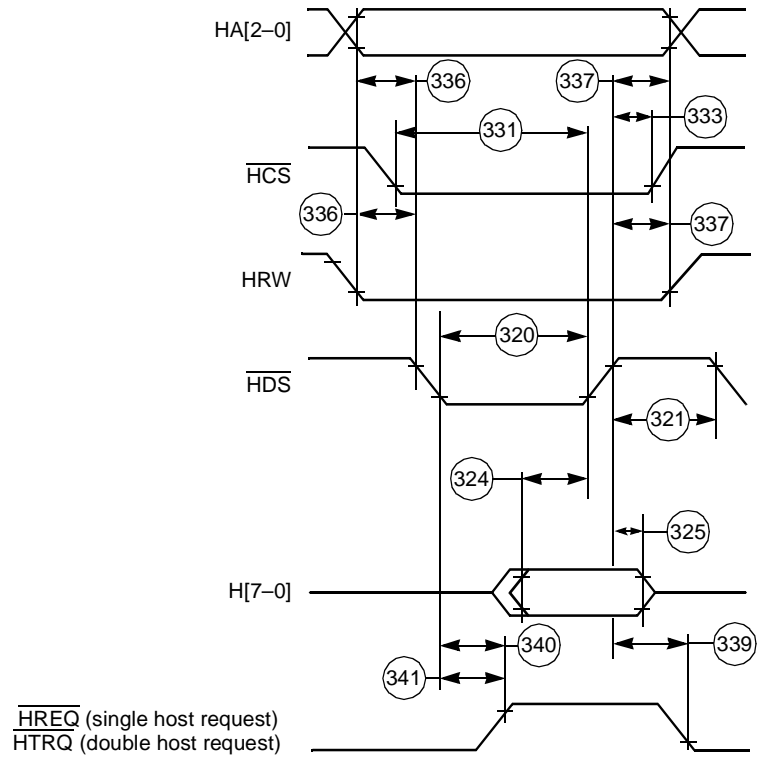 HA[2–0]
336
337
333
331
HCS
336
337
HRW
320
HDS
321
324
325
H[7–0]
340
339
341
HREQ (single host request)
HTRQ (double host request)